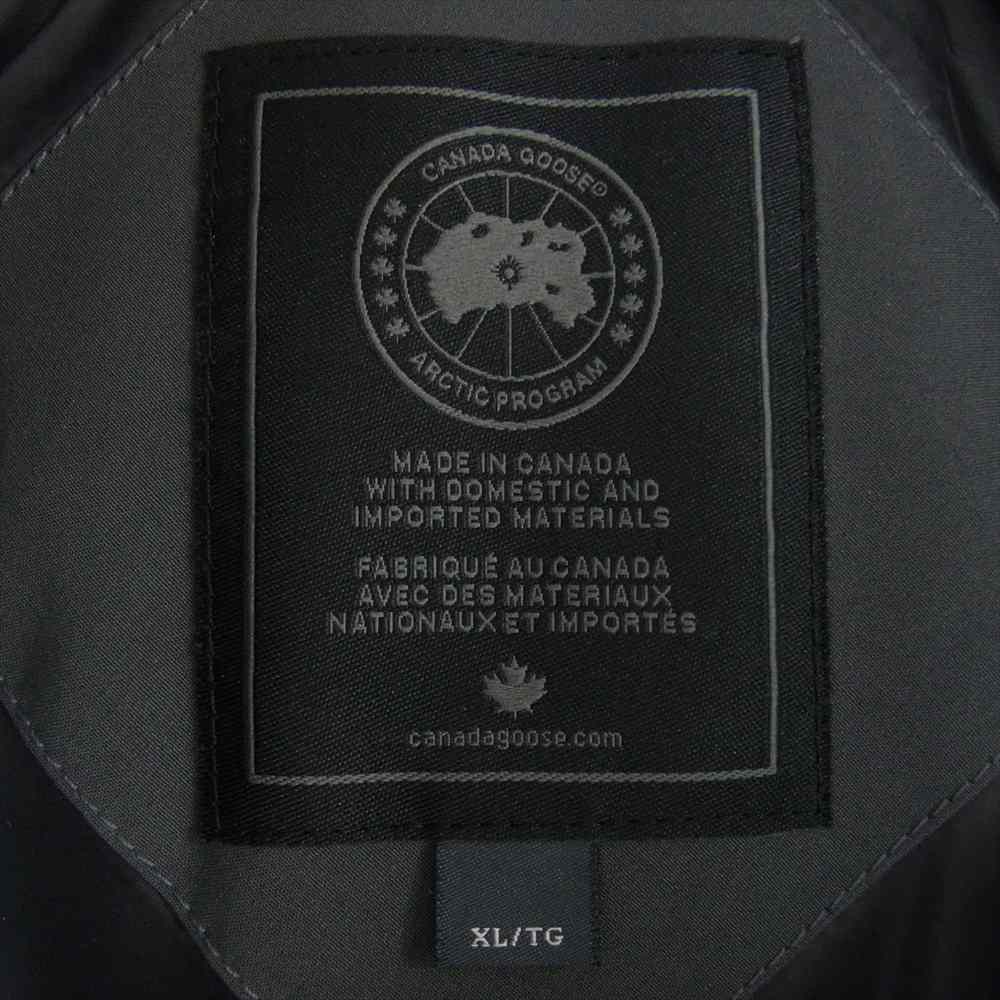 CANADA GOOSE®
ARCTIC PROGRAM
MADE IN CANADA
WITH DOMESTIC AND
IMPORTED MATERIALS
FABRIQUÉ AU CANADA
AVEC DES MATERIAUX
NATIONAUX ET IMPORTÉS
canadagoose.com
XL/TG